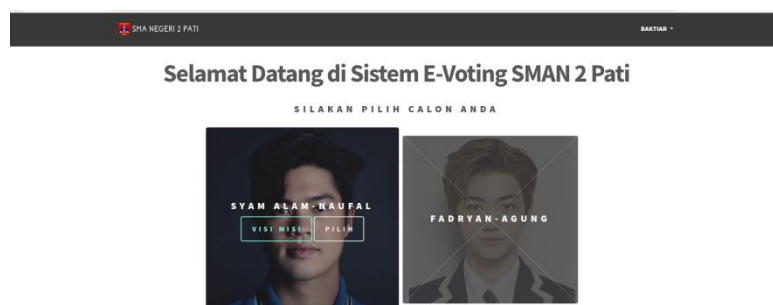 SMA NEGERI 2 PATI
BAKTIAR
Selamat Datang di Sistem E-Voting SMAN 2 Pati
SILAKAN PILIH CALON ANDA
SYAM ALAM-NAUFAL
VISI MISI
PILIH
FADRYAN-AGUNG